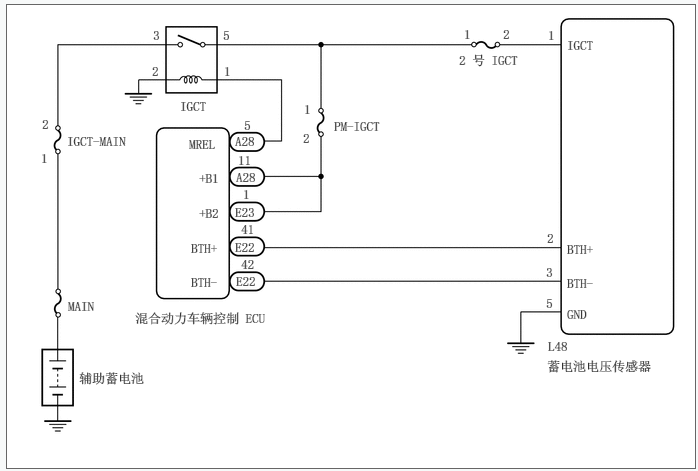 3
5
1
2
1
2 号 IGCT
IGCT
2
1
IGCT
1
2
PM-IGCT
2
1
IGCT-MAIN
5
MREL
A28
11
+B1
A28
1
+B2
E23
41
BTH+
E22
2
BTH+
42
BTH-
E22
3
BTH-
5
GND
MAIN
混合动力车辆控制 ECU
L48
蓄电池电压传感器
辅助蓄电池